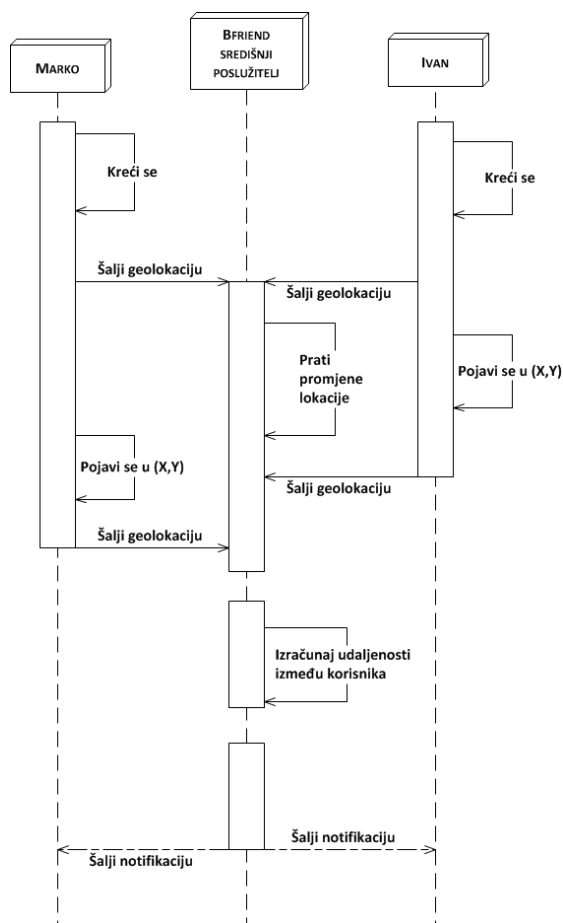 MARKO
BFRIEND
SREDIŠNJI
POSLUŽITELJ
IVAN
Kreći se
Kreći se
Šalji geolokaciju
Šalji geolokaciju
Prati
promjene
lokacije
Pojavi se u (X,Y)
Pojavi se u (X,Y)
Šalji geolokaciju
Šalji geolokaciju
Izračunaj udaljenosti
između korisnika
Šalji notifikaciju
Šalji notifikaciju